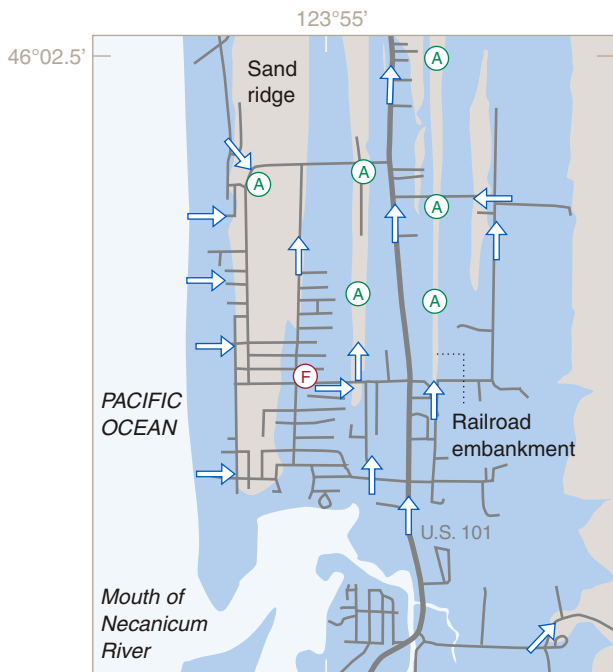 123°55'
46°02.5'
Sand
ridge
A
A
A
A
A
A
F
PACIFIC
OCEAN
Railroad
embankment
U.S. 101
Mouth of
Necanicum
River